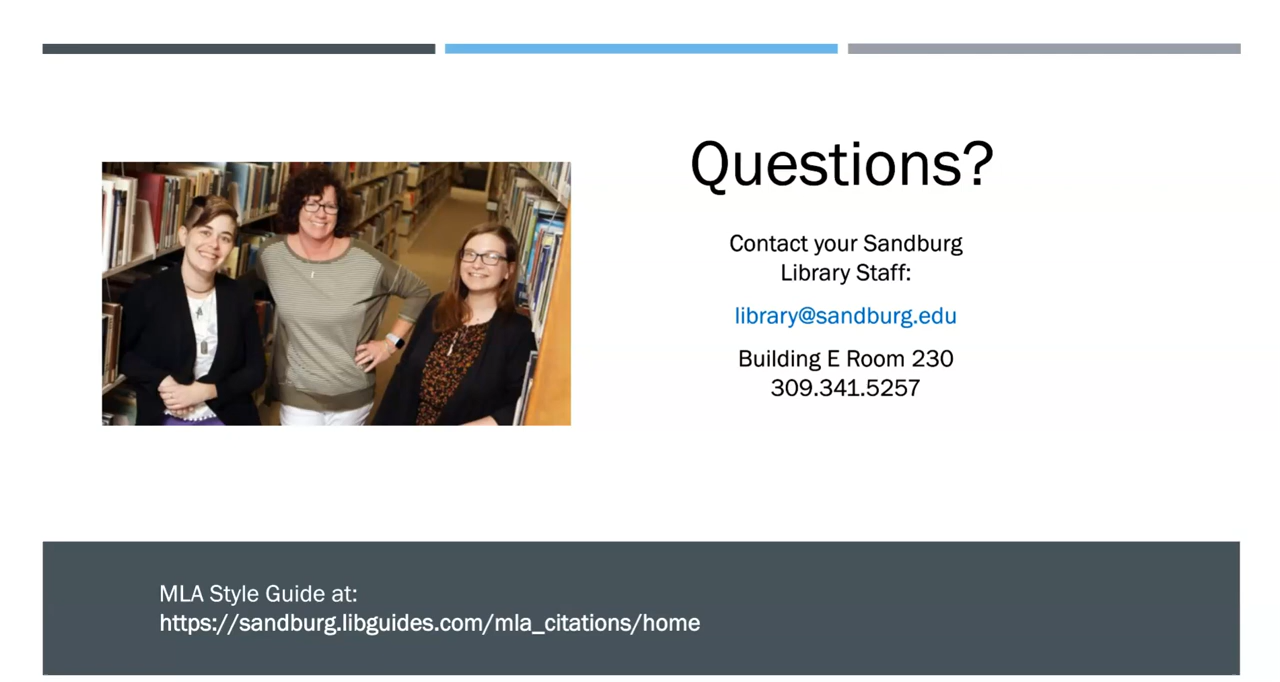 Questions?
Contact your Sandburg
Library Staff:
library@sandburg.edu
Building E Room 230
309.341.5257
MLA Style Guide at:
https://sandburg.libguides.com/mla_citations/home